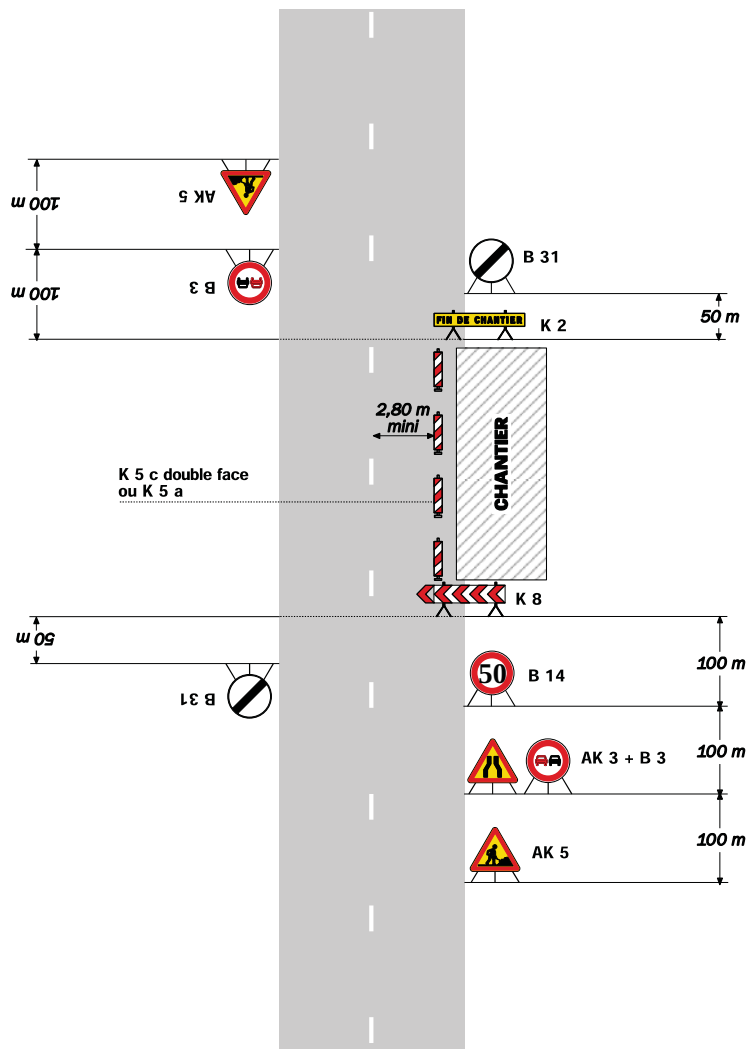 AK 5
100 m
B 3
100 m
B 31
50 m
FIN DE CHANTIER
K 2
2,80 m
mini
CHANTIER
K 5 c double face
ou K 5 a
K 8
50 m
B 31
100 m
50
B 14
100 m
AK 3 + B 3
100 m
AK 5